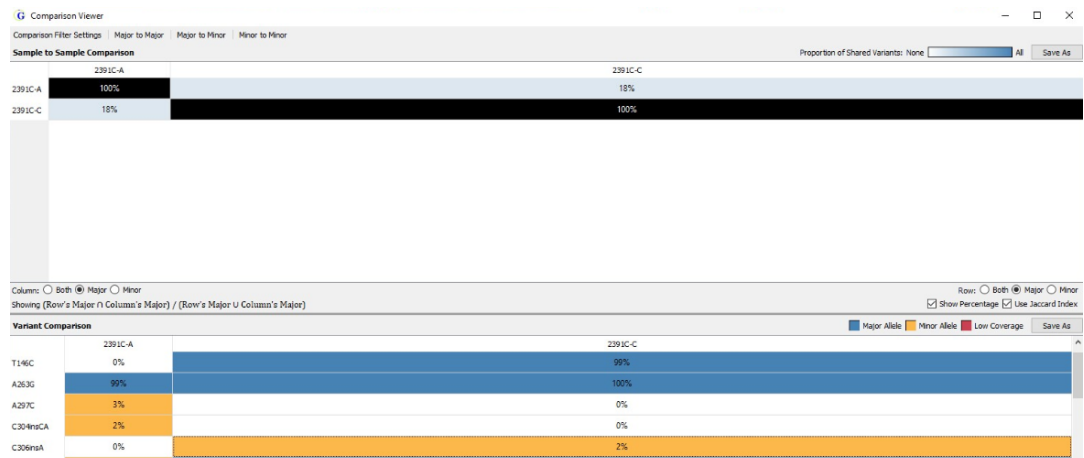 G Comparison Viewer
Comparison Filter Settings Major to Major Major to Minor Minor to Minor
Sample to Sample Comparison Proportion of Shared Variants: None All Save As
2391C-A 2391C-C
2391C-A 100% 18%
2391C-C 18% 100%
Column: Both Major Minor Row: Both Major Minor
Showing (Row's Major ∩ Column's Major) / (Row's Major ∪ Column's Major) Show Percentage Use Jaccard Index
Variant Comparison Major Allele Minor Allele Low Coverage Save As
2391C-A 2391C-C
T146C 0% 99%
A263G 99% 100%
A297C 3% 0%
C304insCA 2% 0%
C306insA 0% 2%